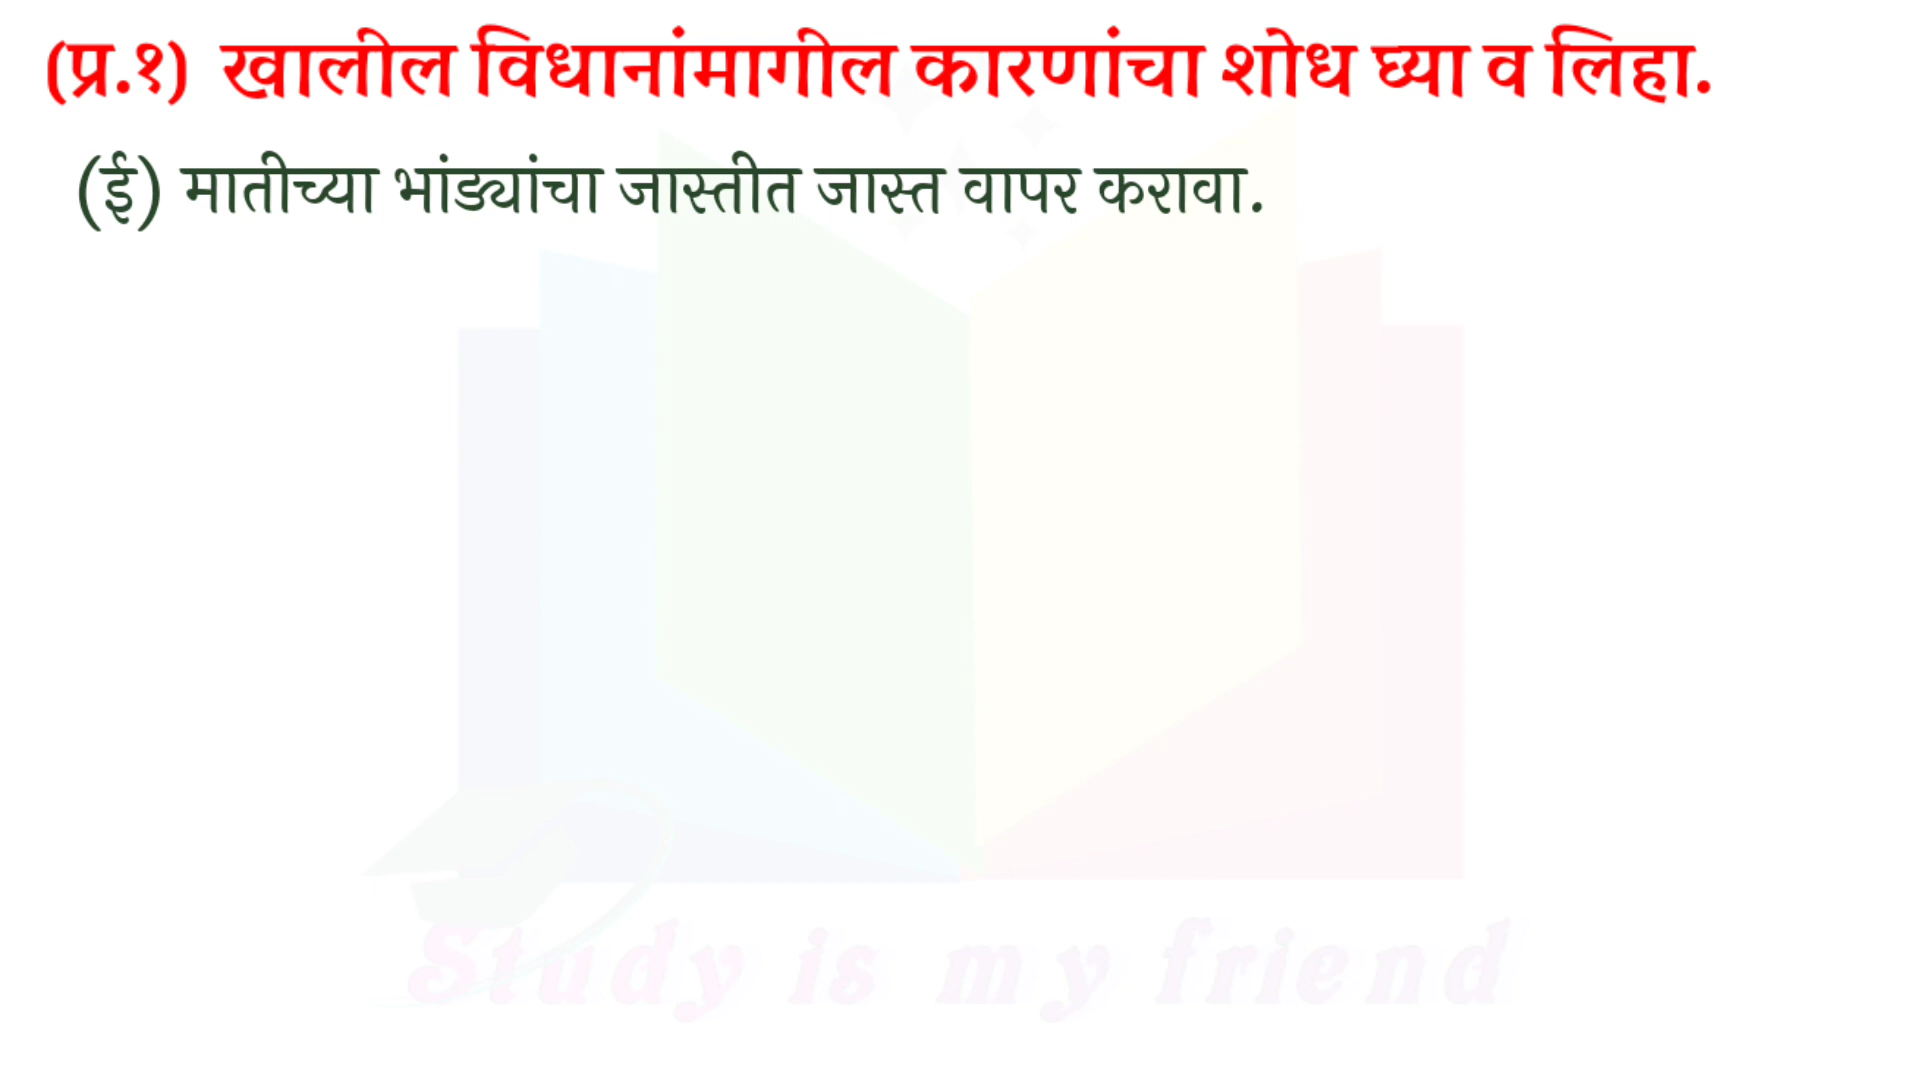 (प्र.१) खालील विधानांमागील कारणांचा शोध घ्या व लिहा.
(ई) मातीच्या भांड्यांचा जास्तीत जास्त वापर करावा.
Study is my friend